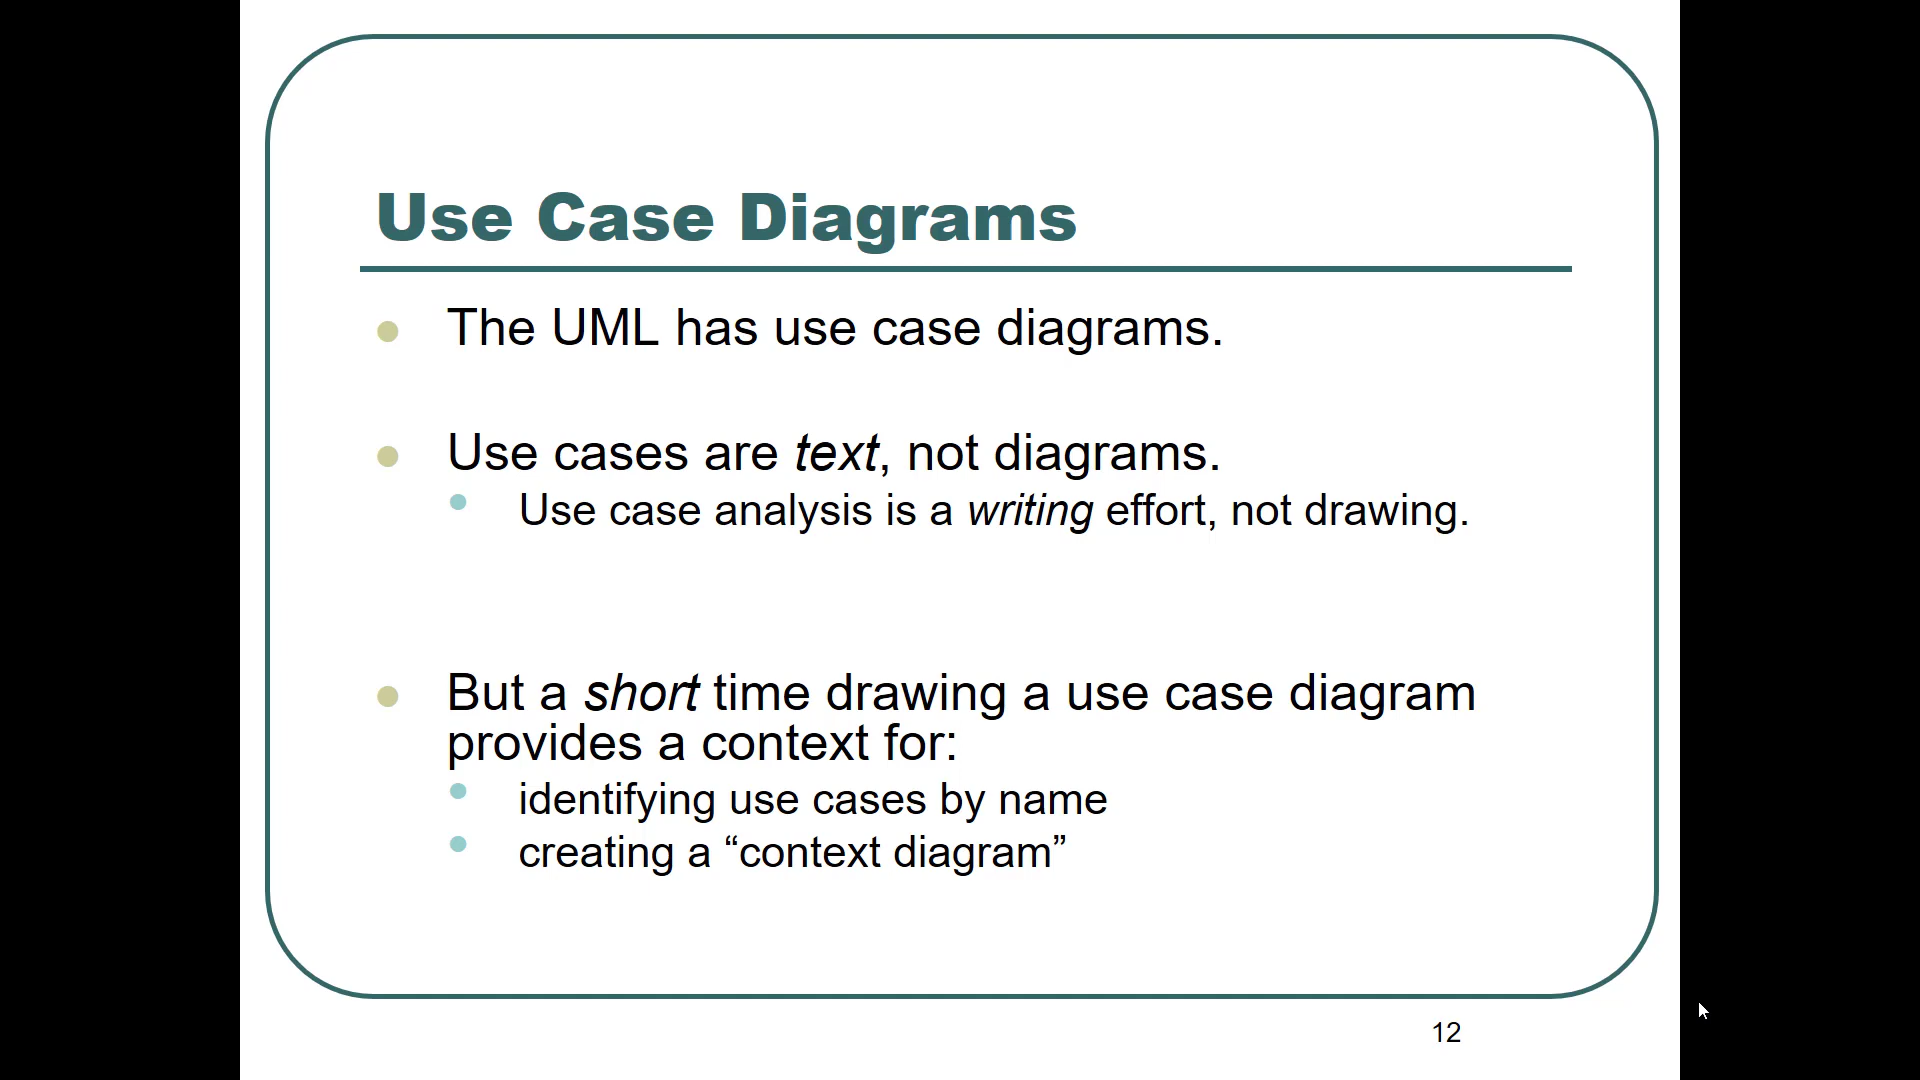 Use Case Diagrams
The UML has use case diagrams.
Use cases are text, not diagrams.
Use case analysis is a writing effort, not drawing.
But a short time drawing a use case diagram
provides a context for:
identifying use cases by name
creating a “context diagram”
12